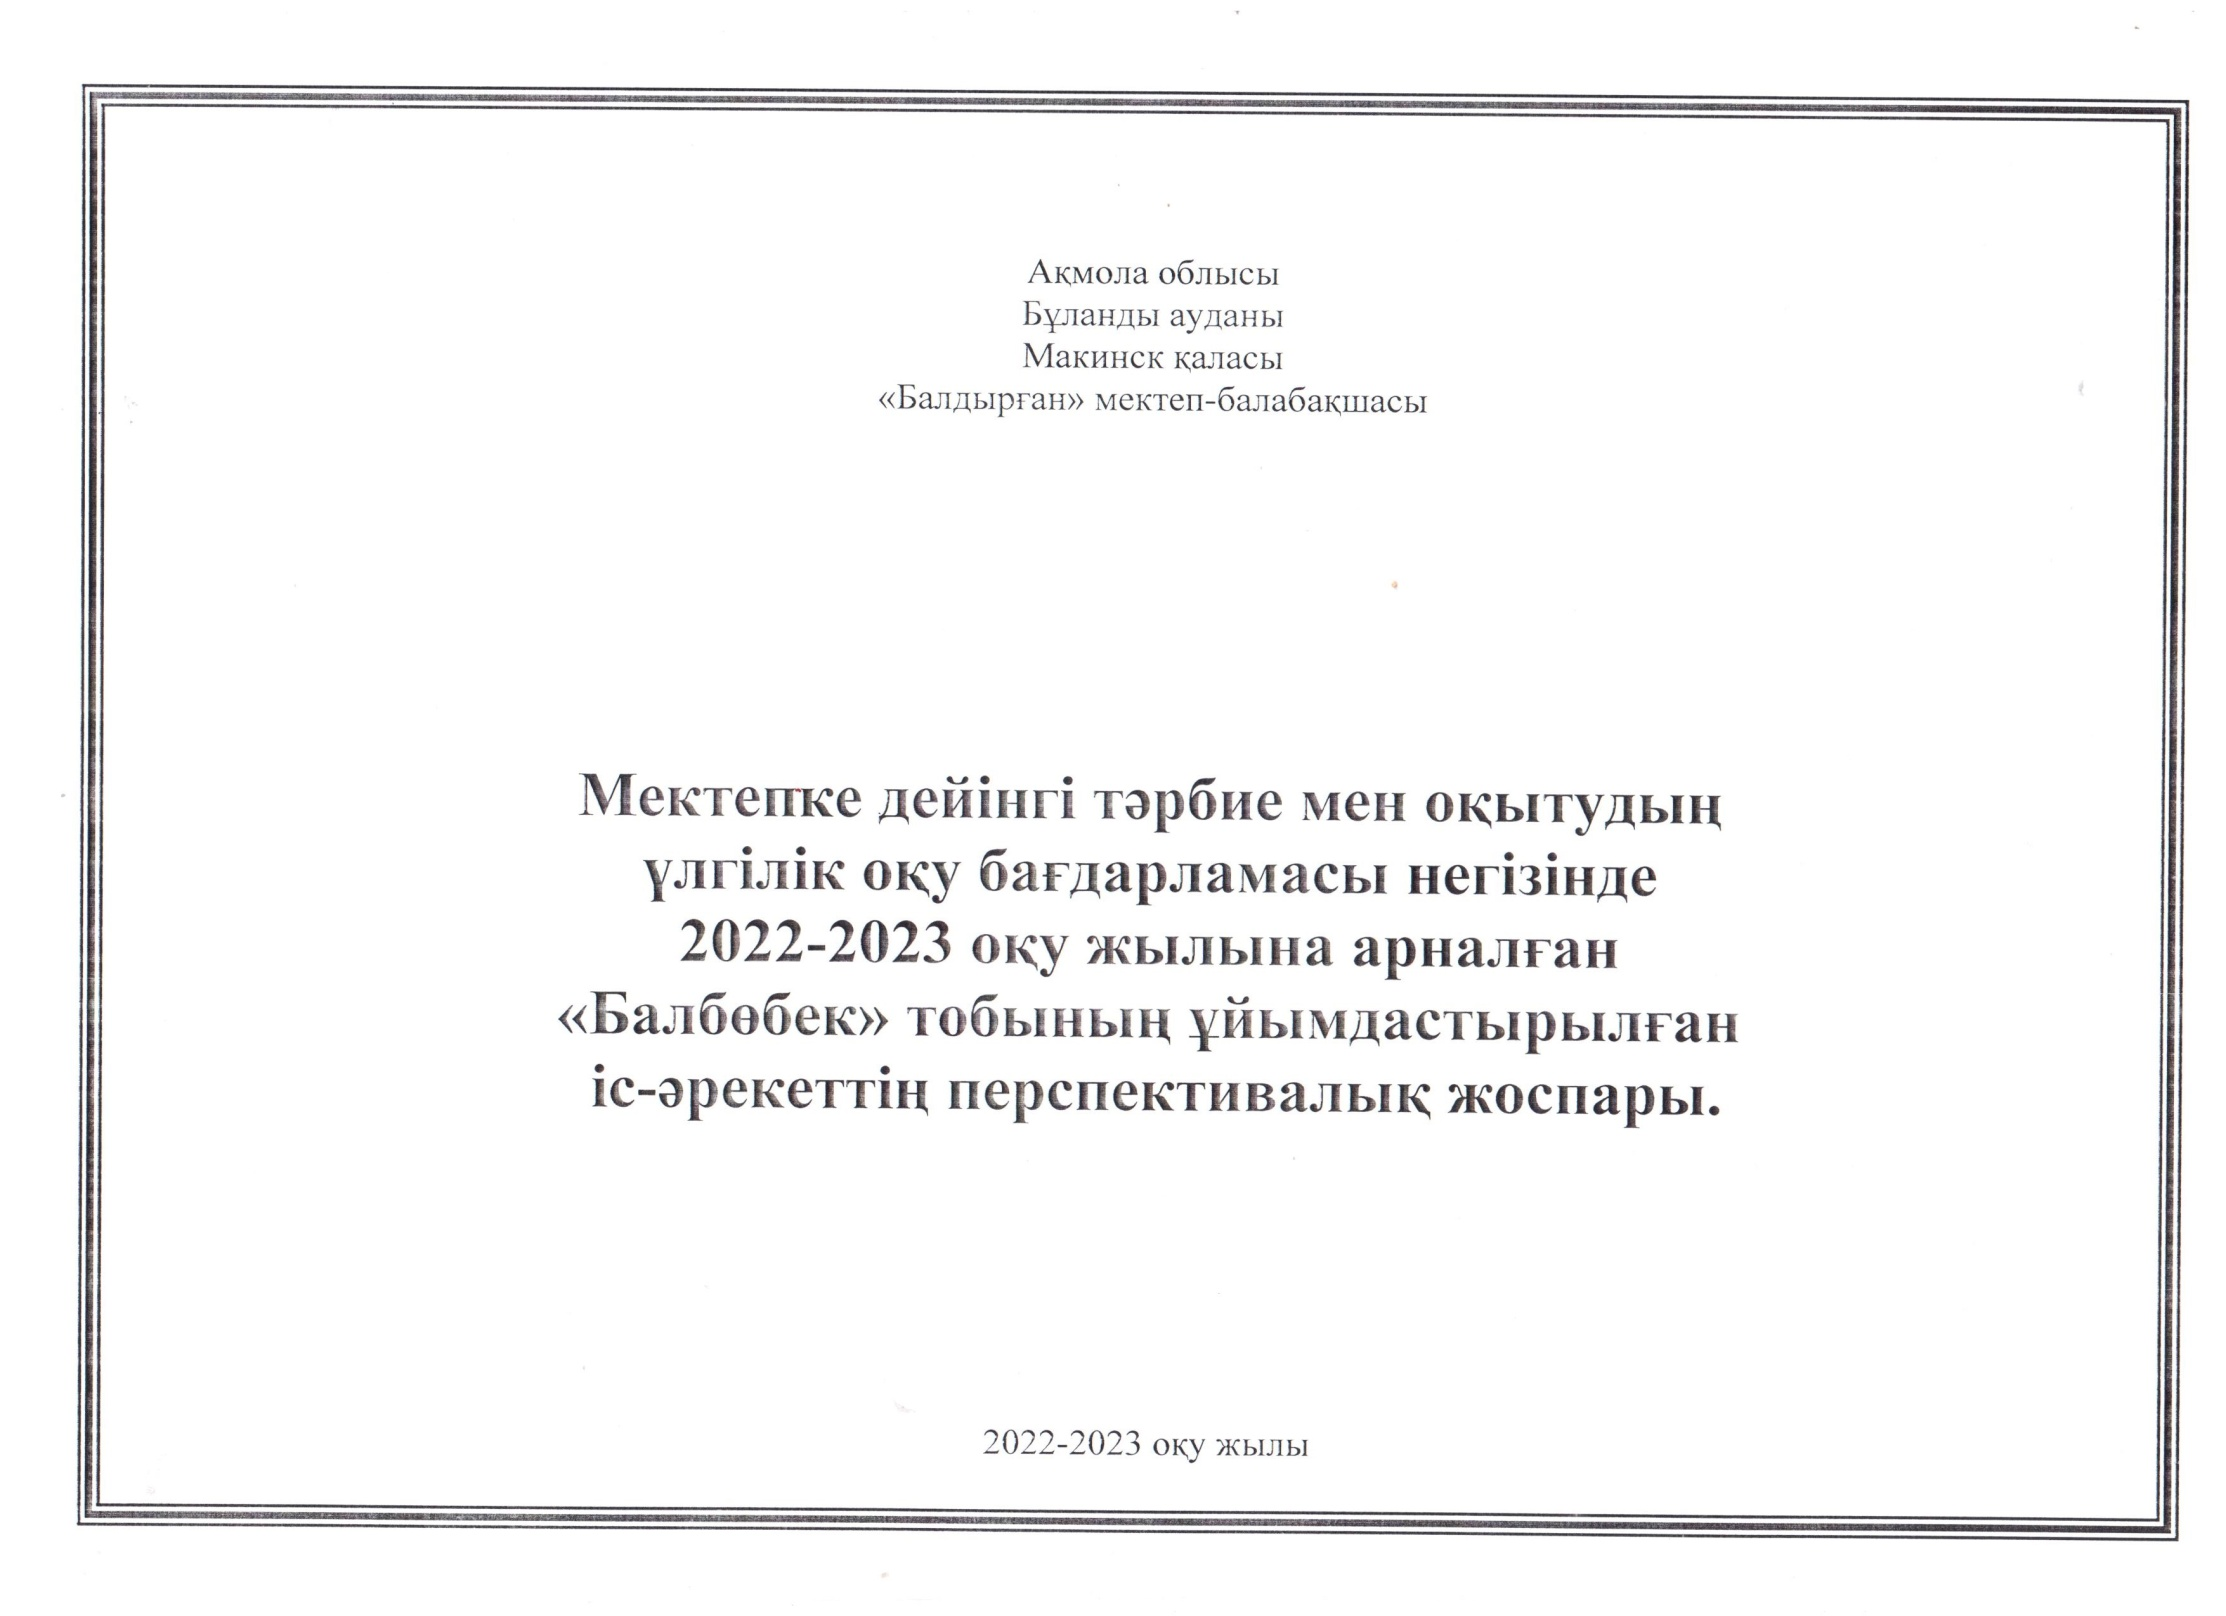 Ақмола облысы
Бұланды ауданы
Макинск қаласы
«Балдырған» мектеп-балабақшасы
Мектепке дейінгі тәрбие мен оқытудың
үлгілік оқу бағдарламасы негізінде
2022-2023 оқу жылына арналған
«Балбөбек» тобының ұйымдастырылған
іс-әрекеттің перспективалық жоспары.
2022-2023 оқу жылы